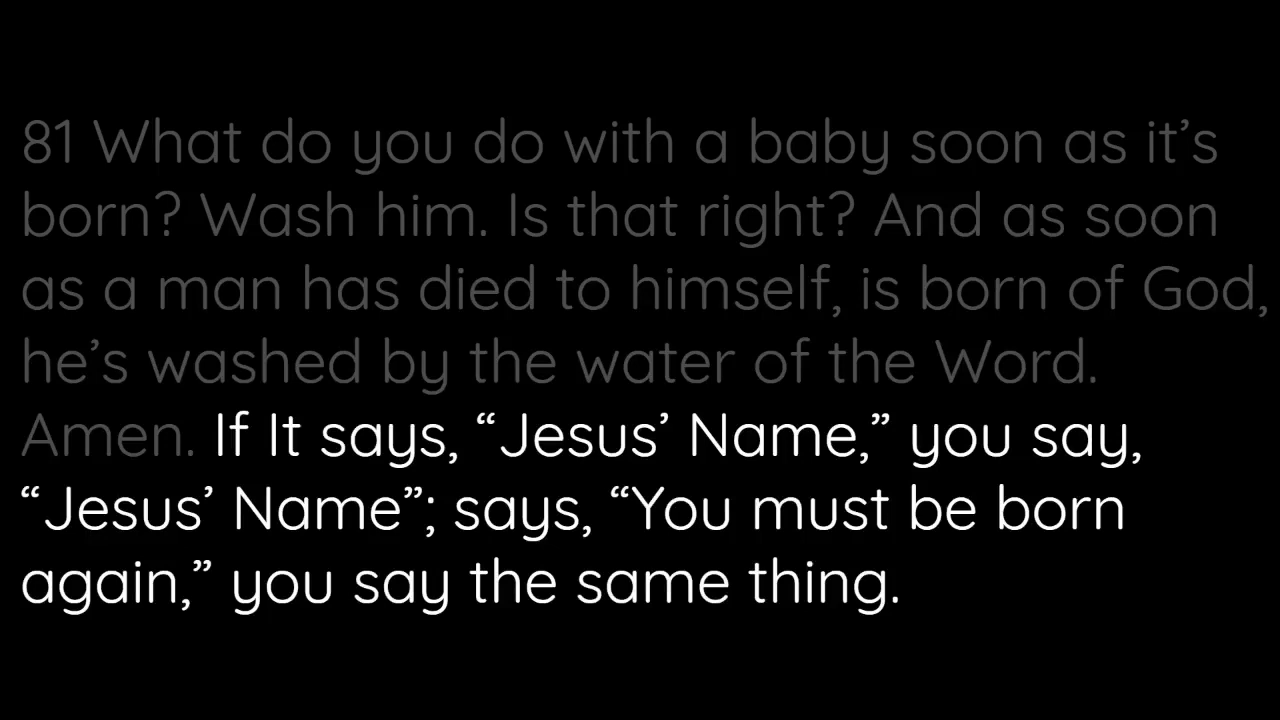 81 What do you do with a baby soon as it’s
born? Wash him. Is that right? And as soon
as a man has died to himself, is born of God,
he’s washed by the water of the Word.
Amen. If It says, “Jesus’ Name,” you say,
“Jesus’ Name”; says, “You must be born
again,” you say the same thing.